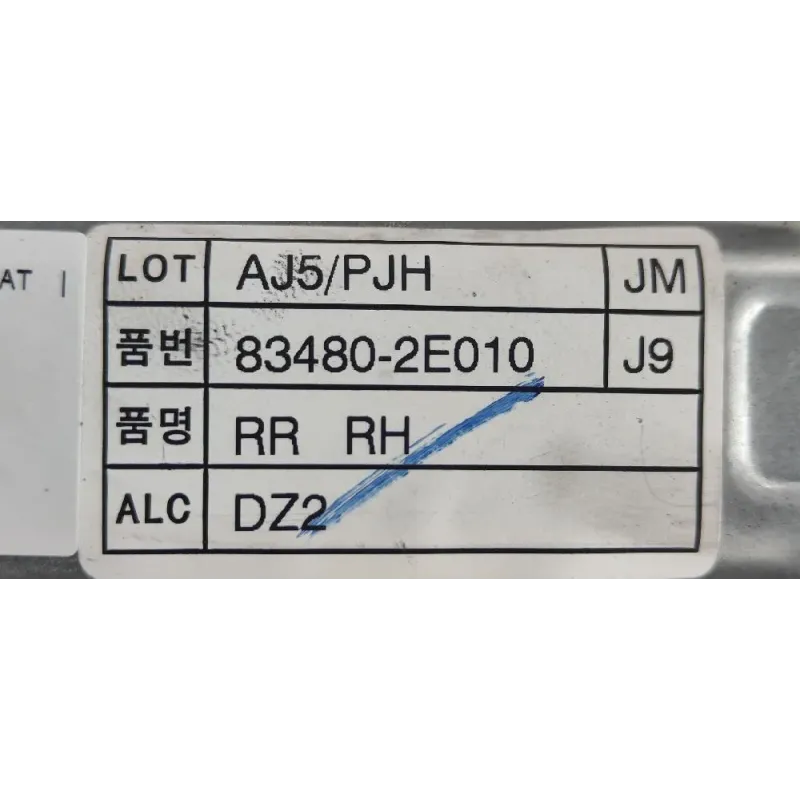 AT |
LOT AJ5/PJH JM
품번 83480-2E010 J9
품명 RR RH
ALC DZ2